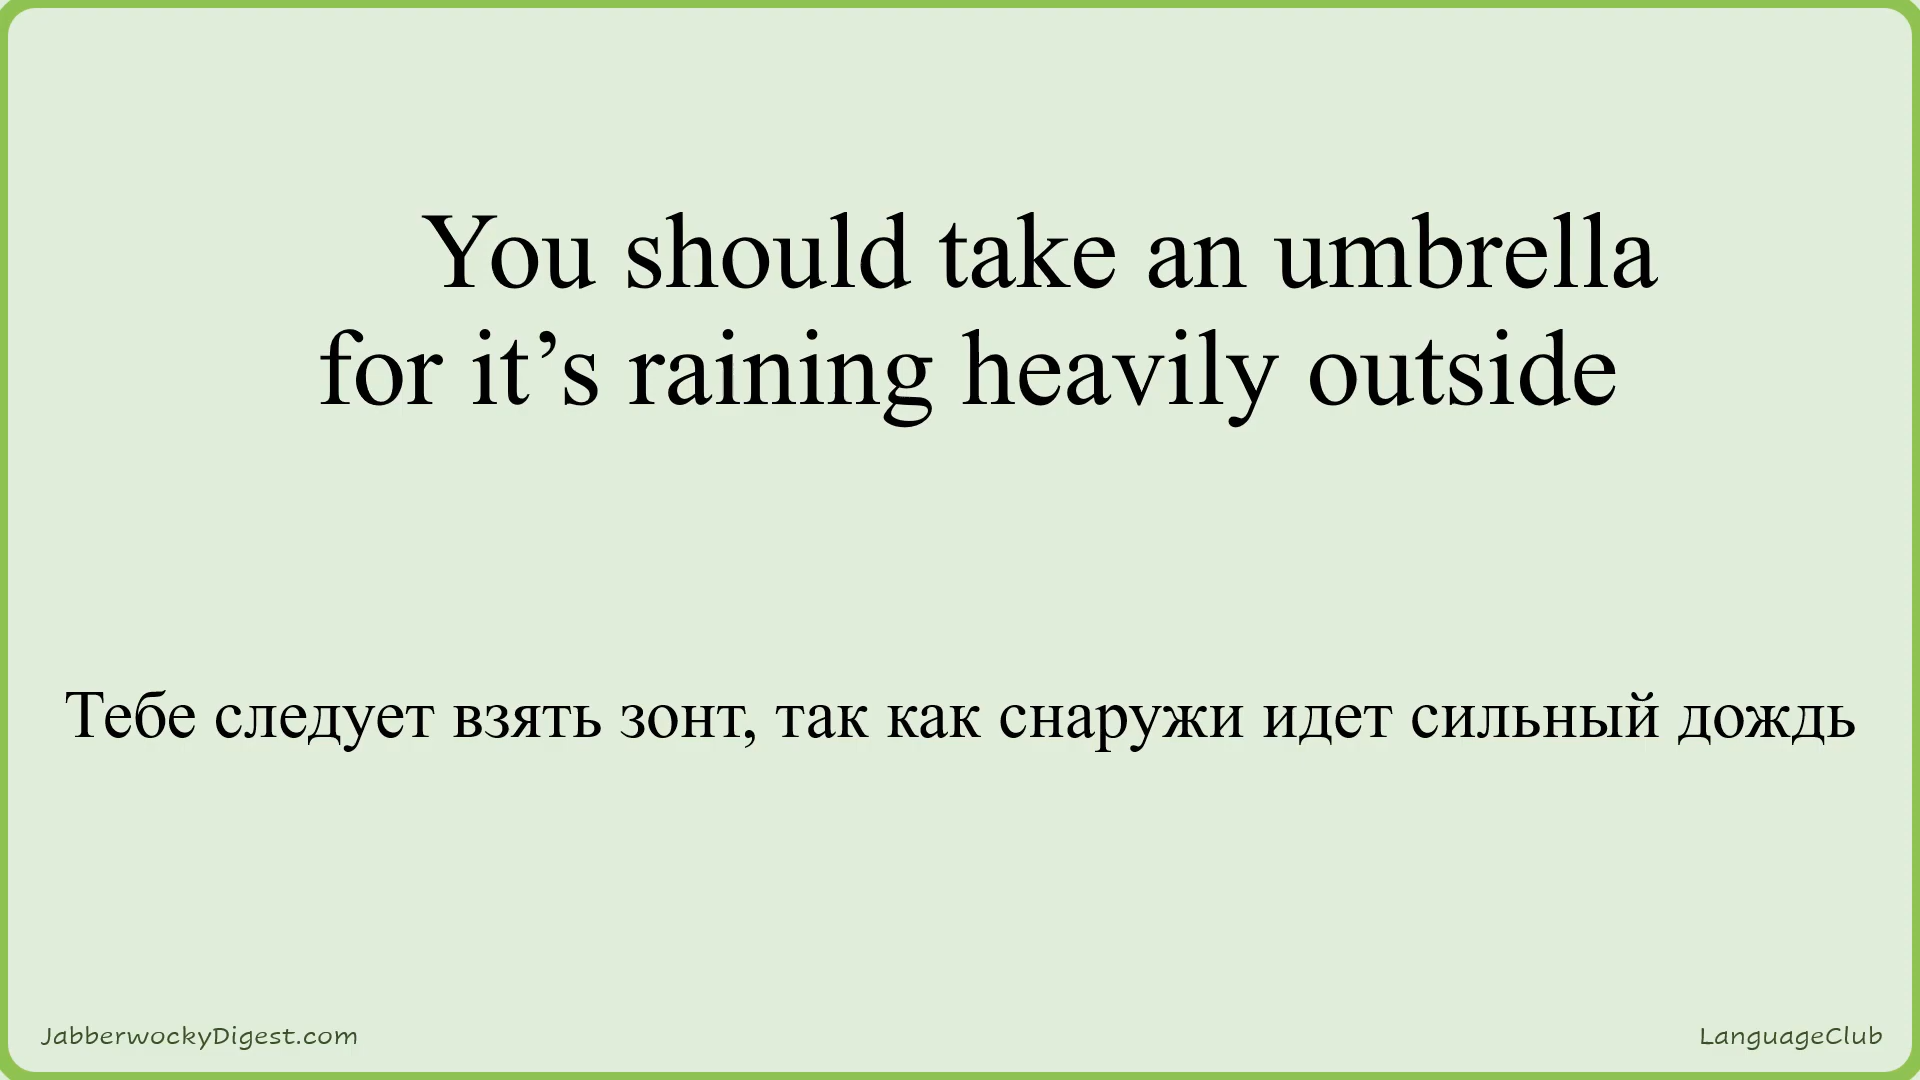 You should take an umbrella
for it’s raining heavily outside
Тебе следует взять зонт, так как снаружи идет сильный дождь
JabberwockyDigest.com
LanguageClub